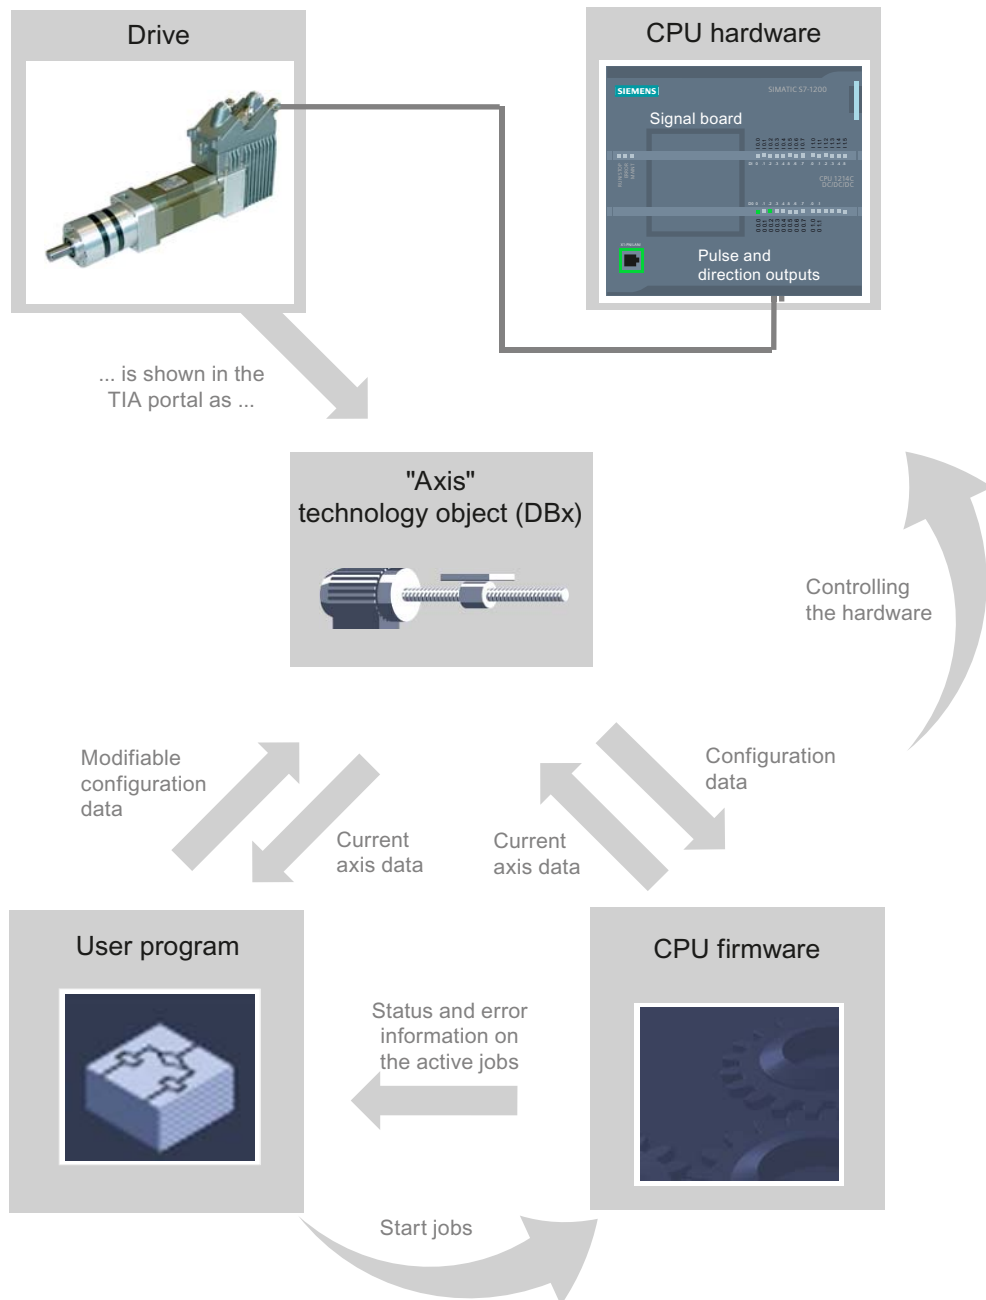 Drive
CPU hardware
SIEMENS
SIMATIC S7-1200
Signal board
CPU 1214C
DC/DC/DC
Pulse and
direction outputs
... is shown in the
TIA portal as ...
"Axis"
technology object (DBx)
Controlling
the hardware
Modifiable
configuration
data
Current
axis data
Current
axis data
Configuration
data
User program
CPU firmware
Status and error
information on
the active jobs
Start jobs